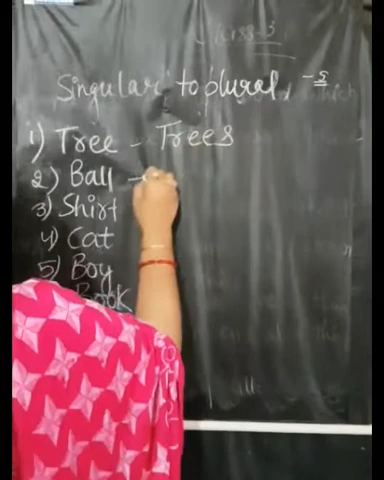 Singular to plural -s
1) Tree - Trees
2) Ball -
3) Shirt
4) Cat
5) Boy
Book